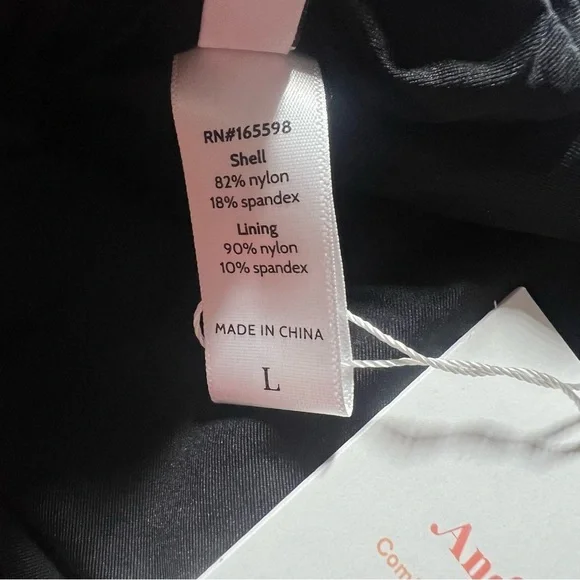 RN#165598
Shell
82% nylon
18% spandex
Lining
90% nylon
10% spandex
MADE IN CHINA
L